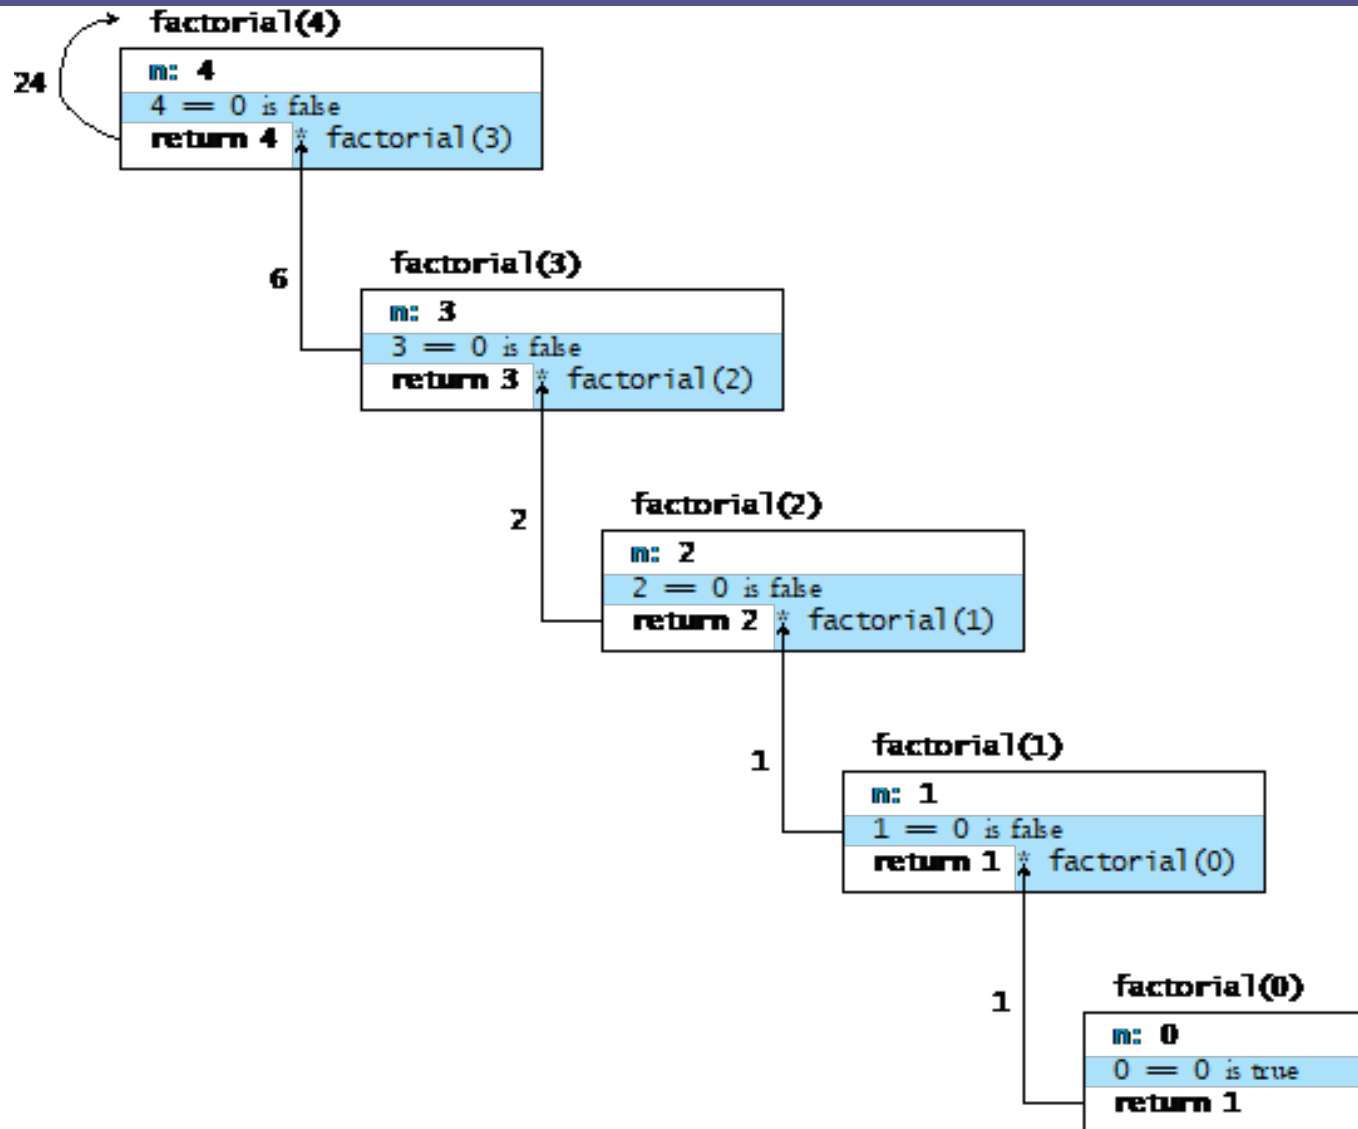 factorial(4)
24
n: 4
4 == 0 is false
return 4 * factorial(3)
6
factorial(3)
n: 3
3 == 0 is false
return 3 * factorial(2)
2
factorial(2)
n: 2
2 == 0 is false
return 2 * factorial(1)
1
factorial(1)
n: 1
1 == 0 is false
return 1 * factorial(0)
1
factorial(0)
n: 0
0 == 0 is true
return 1